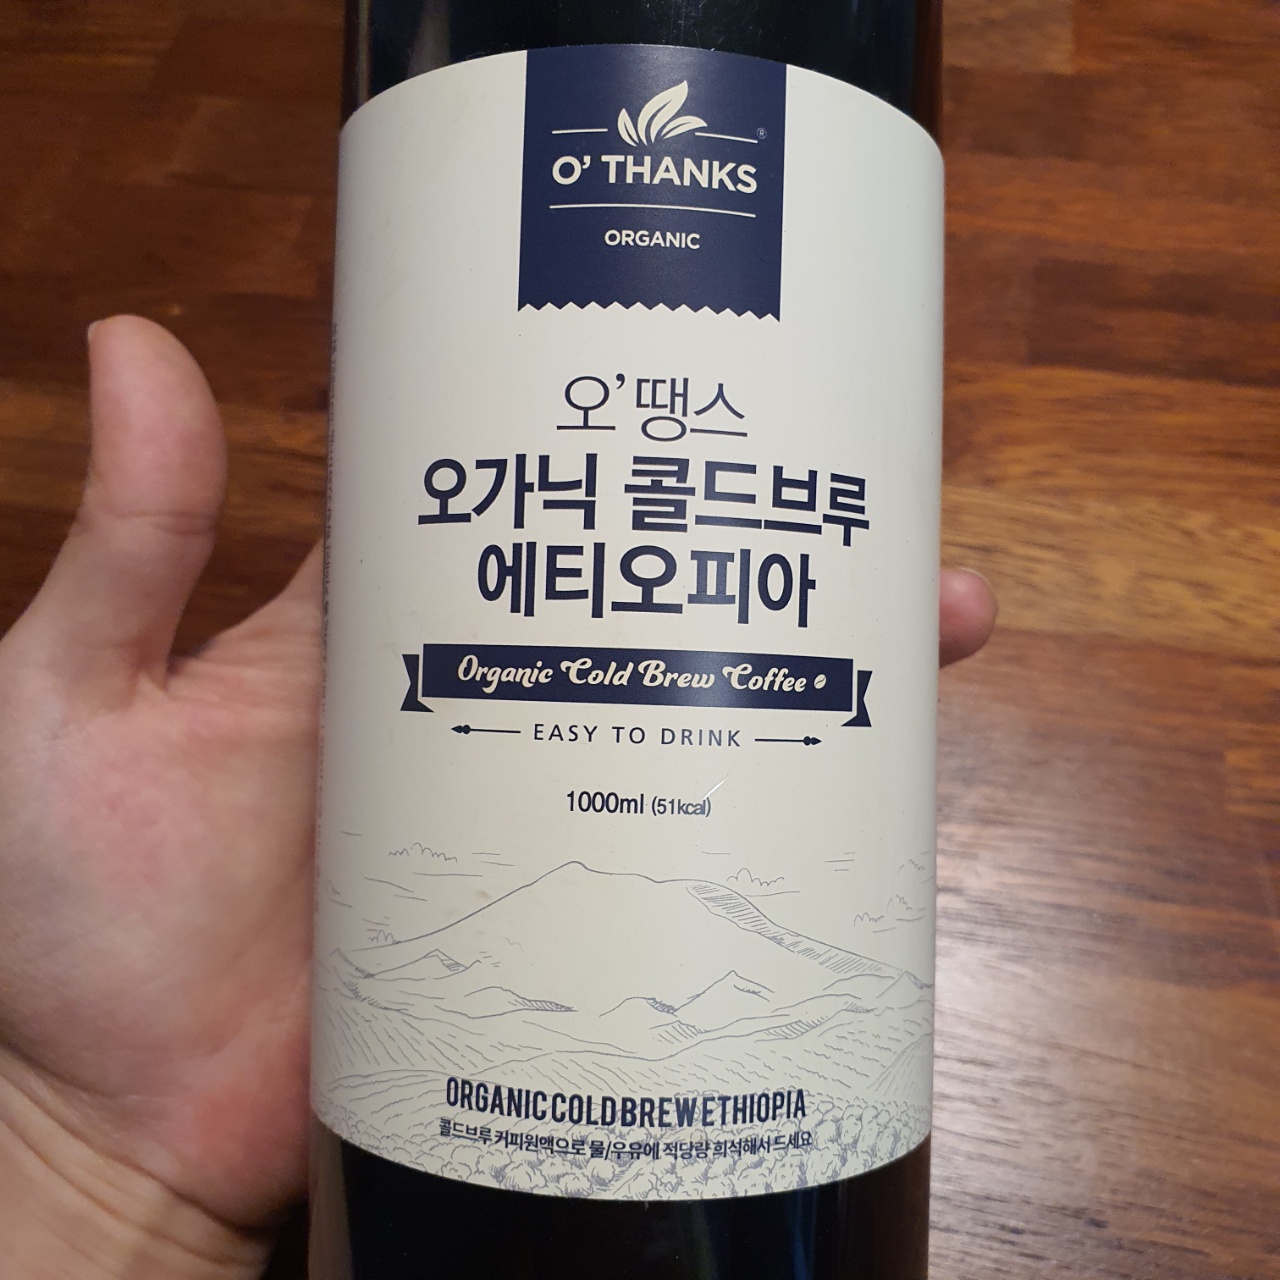 O' THANKS
®
ORGANIC
오'땡스
오가닉 콜드브루
에티오피아
Organic Cold Brew Coffee
EASY TO DRINK
1000ml (51kcal)
ORGANIC COLDBREW ETHIOPIA
콜드브루 커피원액으로 물/우유에 적당량 희석해서 드세요